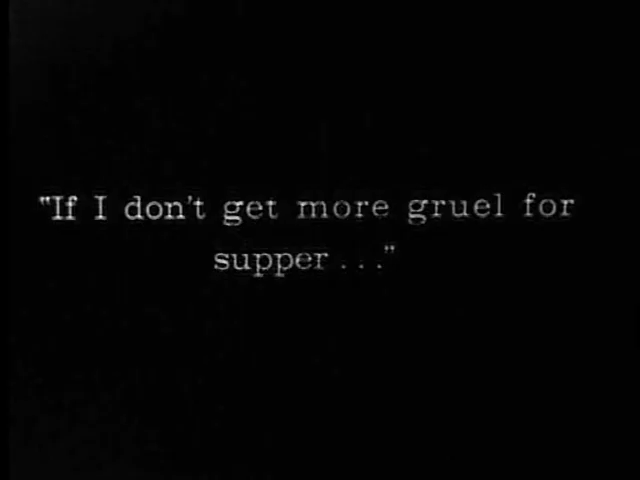 "If I don't get more gruel for
supper . . ."